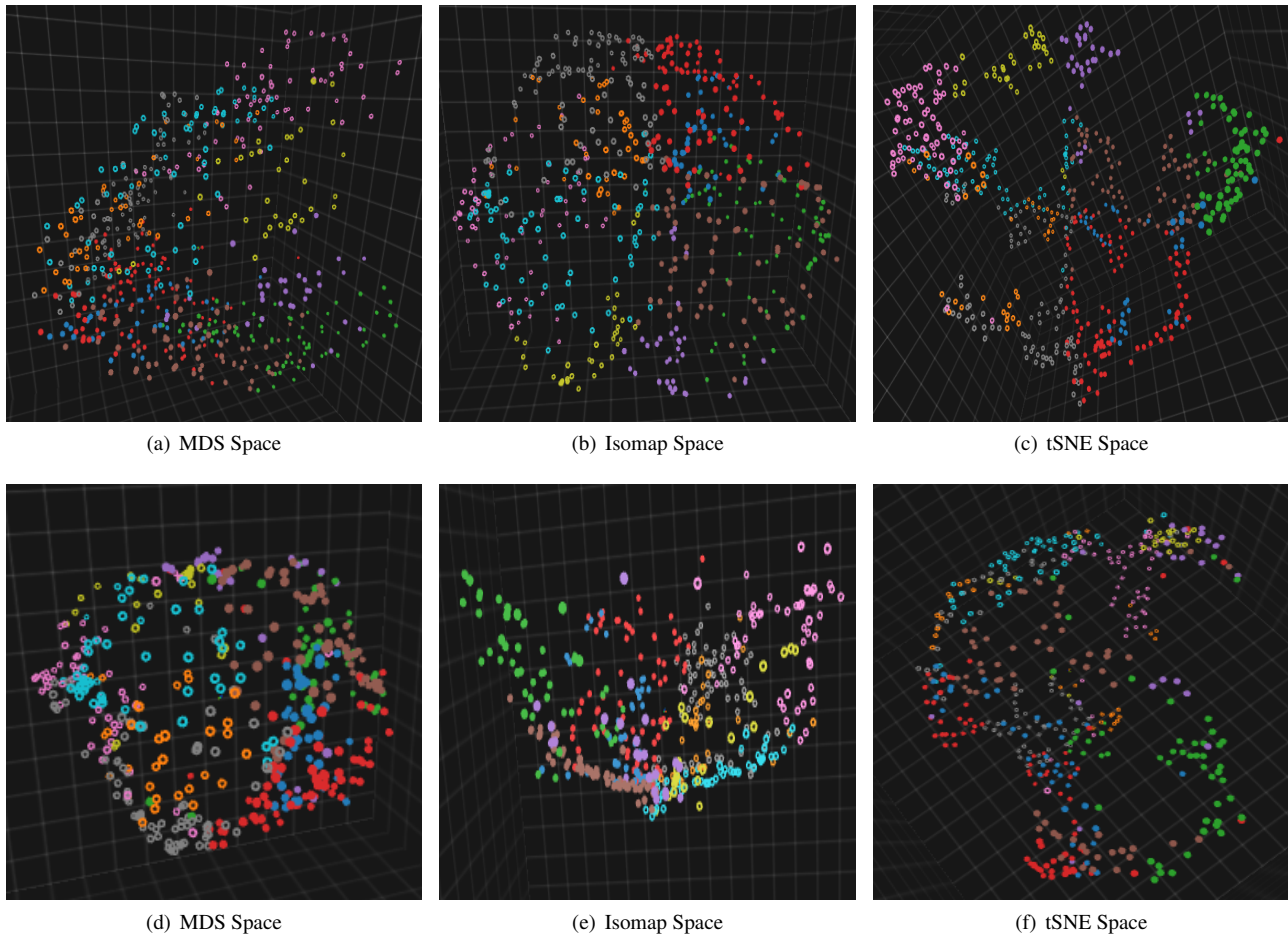 (a) MDS Space
(b) Isomap Space
(c) tSNE Space
(d) MDS Space
(e) Isomap Space
(f) tSNE Space